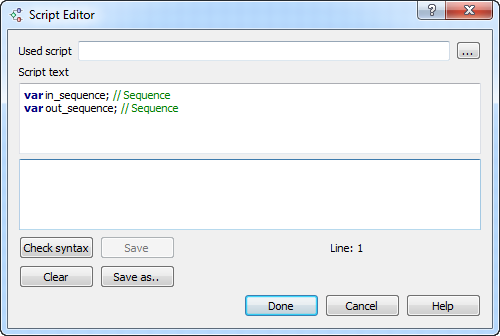 Script Editor
Used script
...
Script text
var in_sequence; // Sequence
var out_sequence; // Sequence
Check syntax Save Line: 1
Clear Save as..
Done Cancel Help